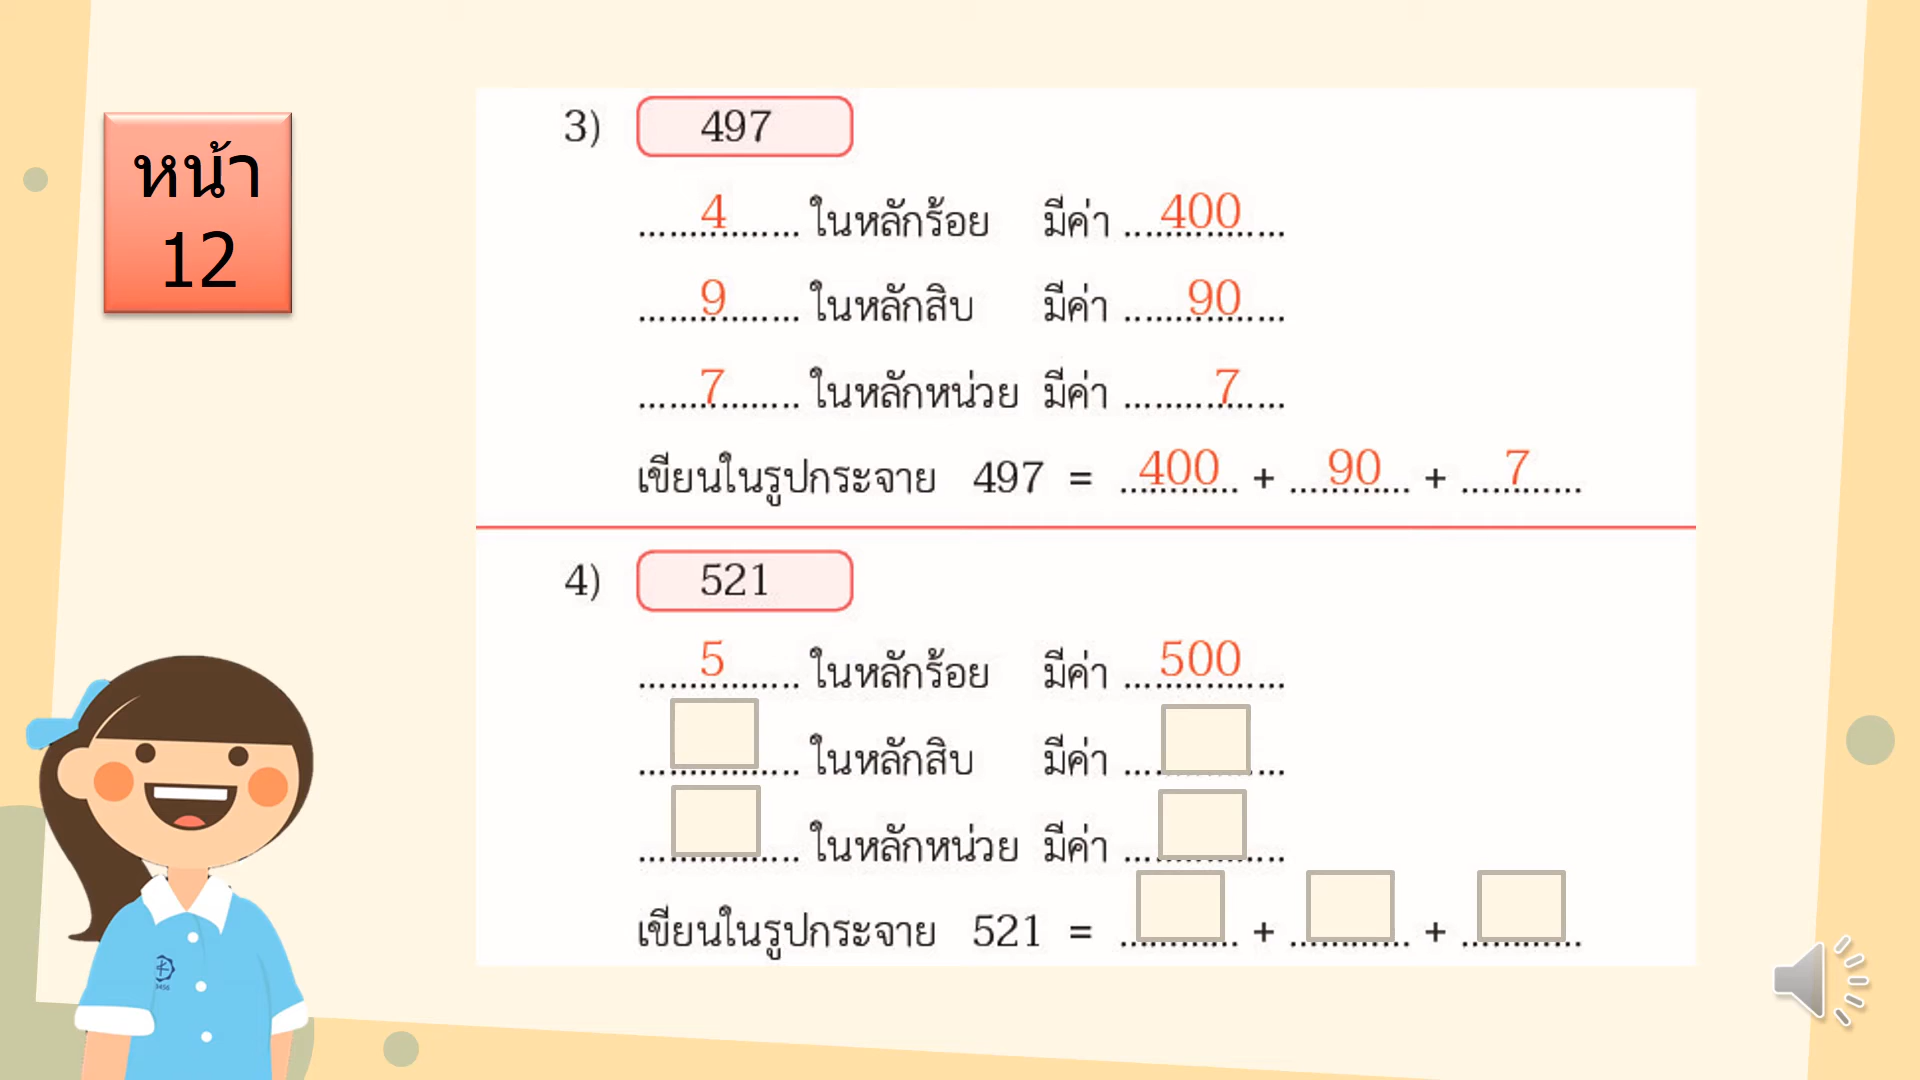 หน้า
12
3) 497
......4...... ในหลักร้อย มีค่า ......400......
......9...... ในหลักสิบ มีค่า ......90......
......7...... ในหลักหน่วย มีค่า ......7......
เขียนในรูปกระจาย 497 = ...400... + ...90... + ...7...
4) 521
......5...... ในหลักร้อย มีค่า ......500......
............ ในหลักสิบ มีค่า ............
............ ในหลักหน่วย มีค่า ............
เขียนในรูปกระจาย 521 = ............ + ............ + ............